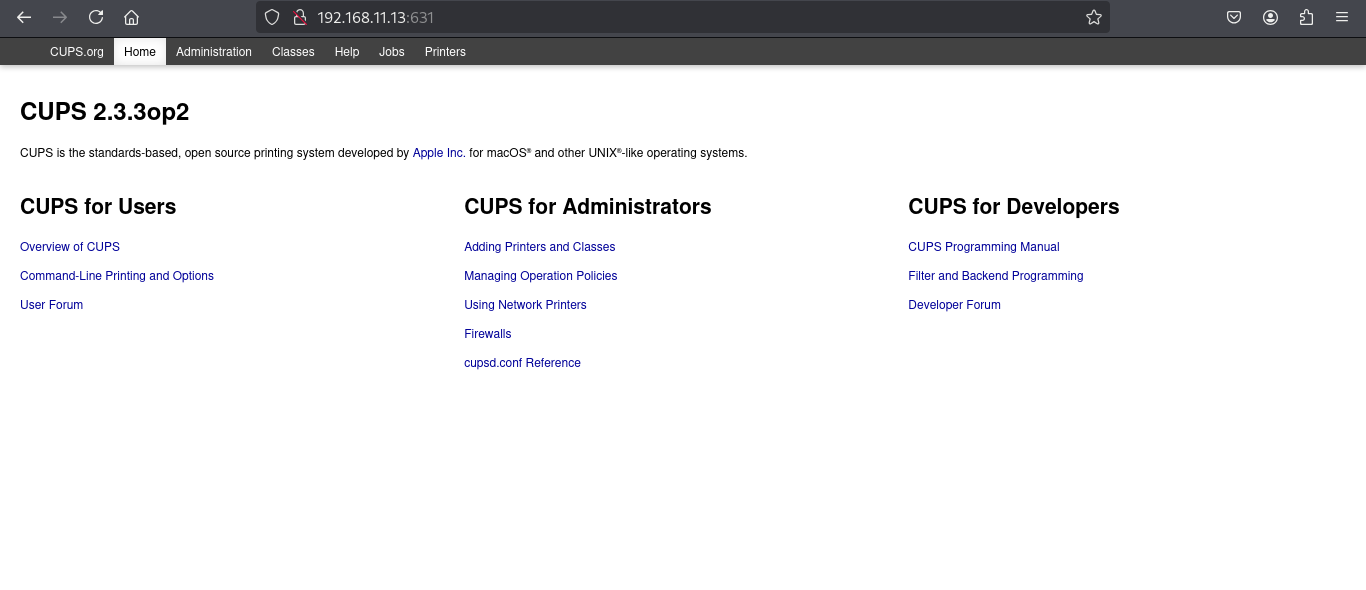 192.168.11.13:631
CUPS.org Home Administration Classes Help Jobs Printers
CUPS 2.3.3op2
CUPS is the standards-based, open source printing system developed by Apple Inc. for macOS® and other UNIX®-like operating systems.
CUPS for Users
Overview of CUPS
Command-Line Printing and Options
User Forum
CUPS for Administrators
Adding Printers and Classes
Managing Operation Policies
Using Network Printers
Firewalls
cupsd.conf Reference
CUPS for Developers
CUPS Programming Manual
Filter and Backend Programming
Developer Forum